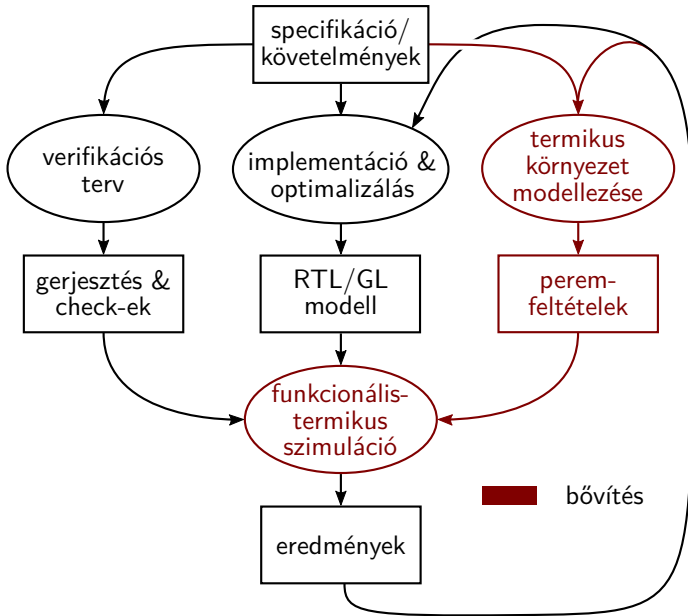 specifikáció/
követelmények
verifikációs
terv
implementáció &
optimalizálás
termikus
környezet
modellezése
gerjesztés &
check-ek
RTL/GL
modell
perem-
feltételek
funkcionális-
termikus
szimuláció
bővítés
eredmények